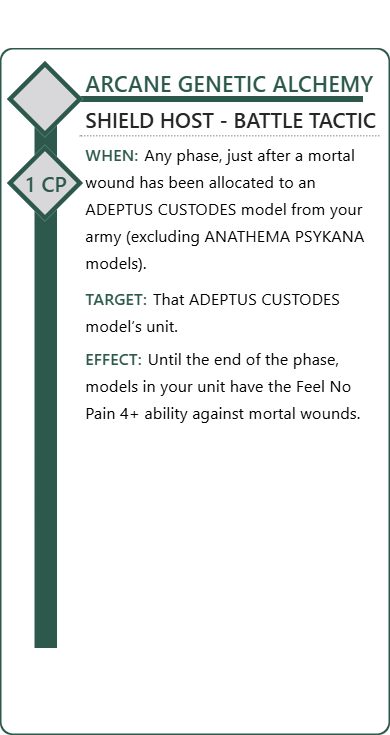 ARCANE GENETIC ALCHEMY
SHIELD HOST - BATTLE TACTIC
1 CP
WHEN: Any phase, just after a mortal
wound has been allocated to an
ADEPTUS CUSTODES model from your
army (excluding ANATHEMA PSYKANA
models).
TARGET: That ADEPTUS CUSTODES
model’s unit.
EFFECT: Until the end of the phase,
models in your unit have the Feel No
Pain 4+ ability against mortal wounds.